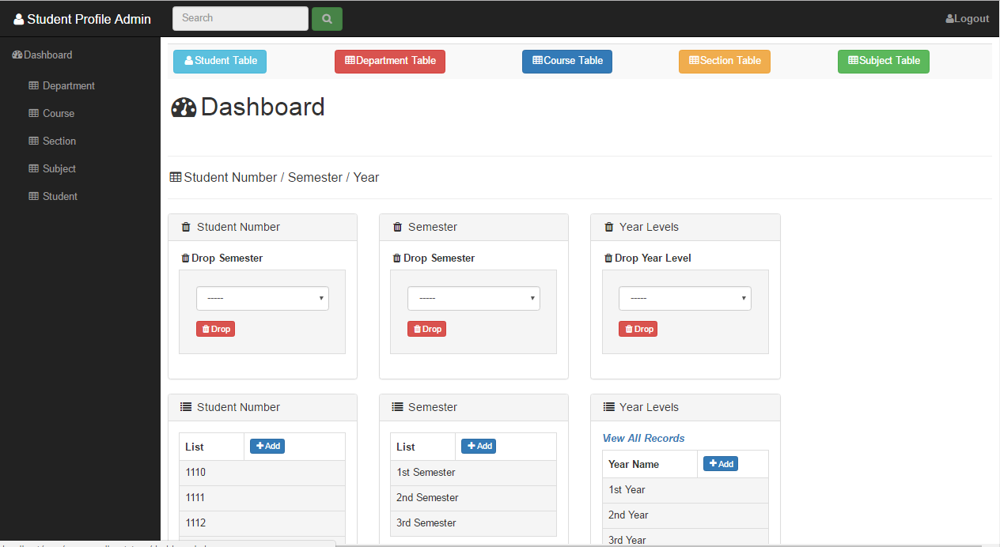 Student Profile Admin Search Logout
Dashboard
Department
Course
Section
Subject
Student
Student Table Department Table Course Table Section Table Subject Table
Dashboard
Student Number / Semester / Year
Student Number
Drop Semester
-----
Drop
Semester
Drop Semester
-----
Drop
Year Levels
Drop Year Level
-----
Drop
Student Number
List Add
1110
1111
1112
Semester
List Add
1st Semester
2nd Semester
3rd Semester
Year Levels
View All Records
Year Name Add
1st Year
2nd Year
3rd Year